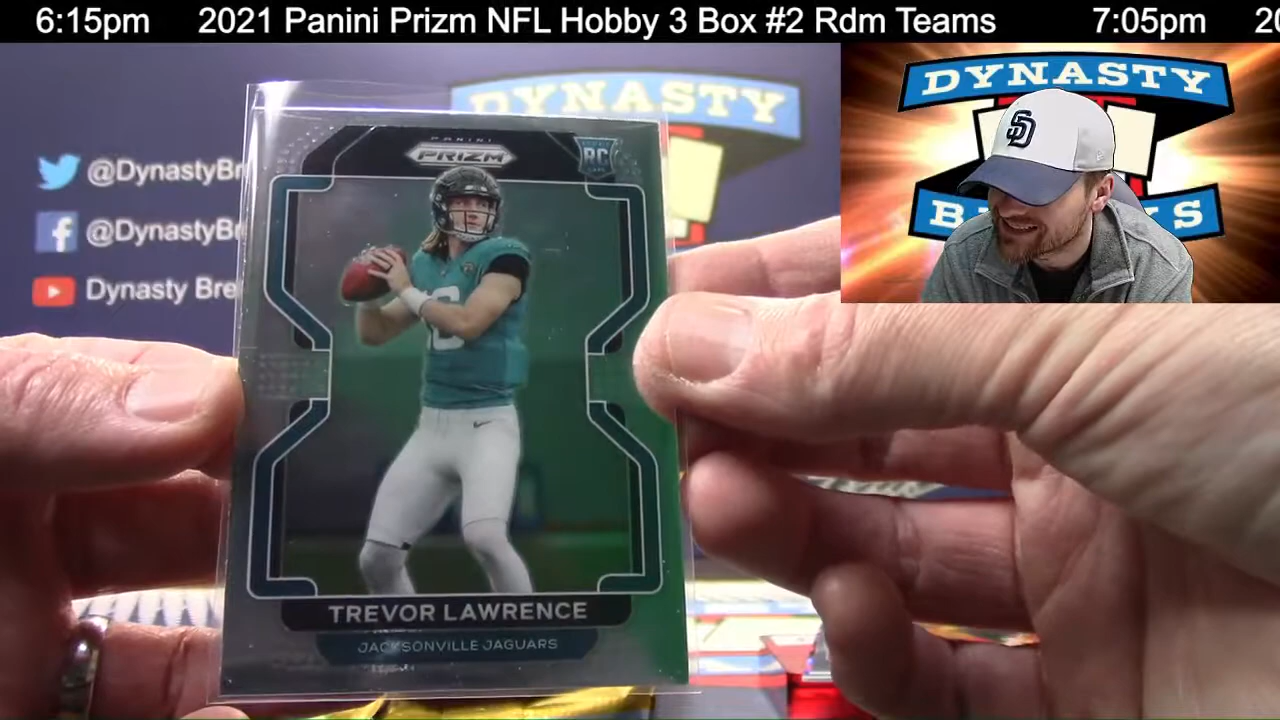 6:15pm 2021 Panini Prizm NFL Hobby 3 Box #2 Rdm Teams 7:05pm
DYNASTY
DYNASTY
SD
@DynastyBr
@DynastyBr
Dynasty Bre
PANINI
PRIZM
RC
TREVOR LAWRENCE
JACKSONVILLE JAGUARS